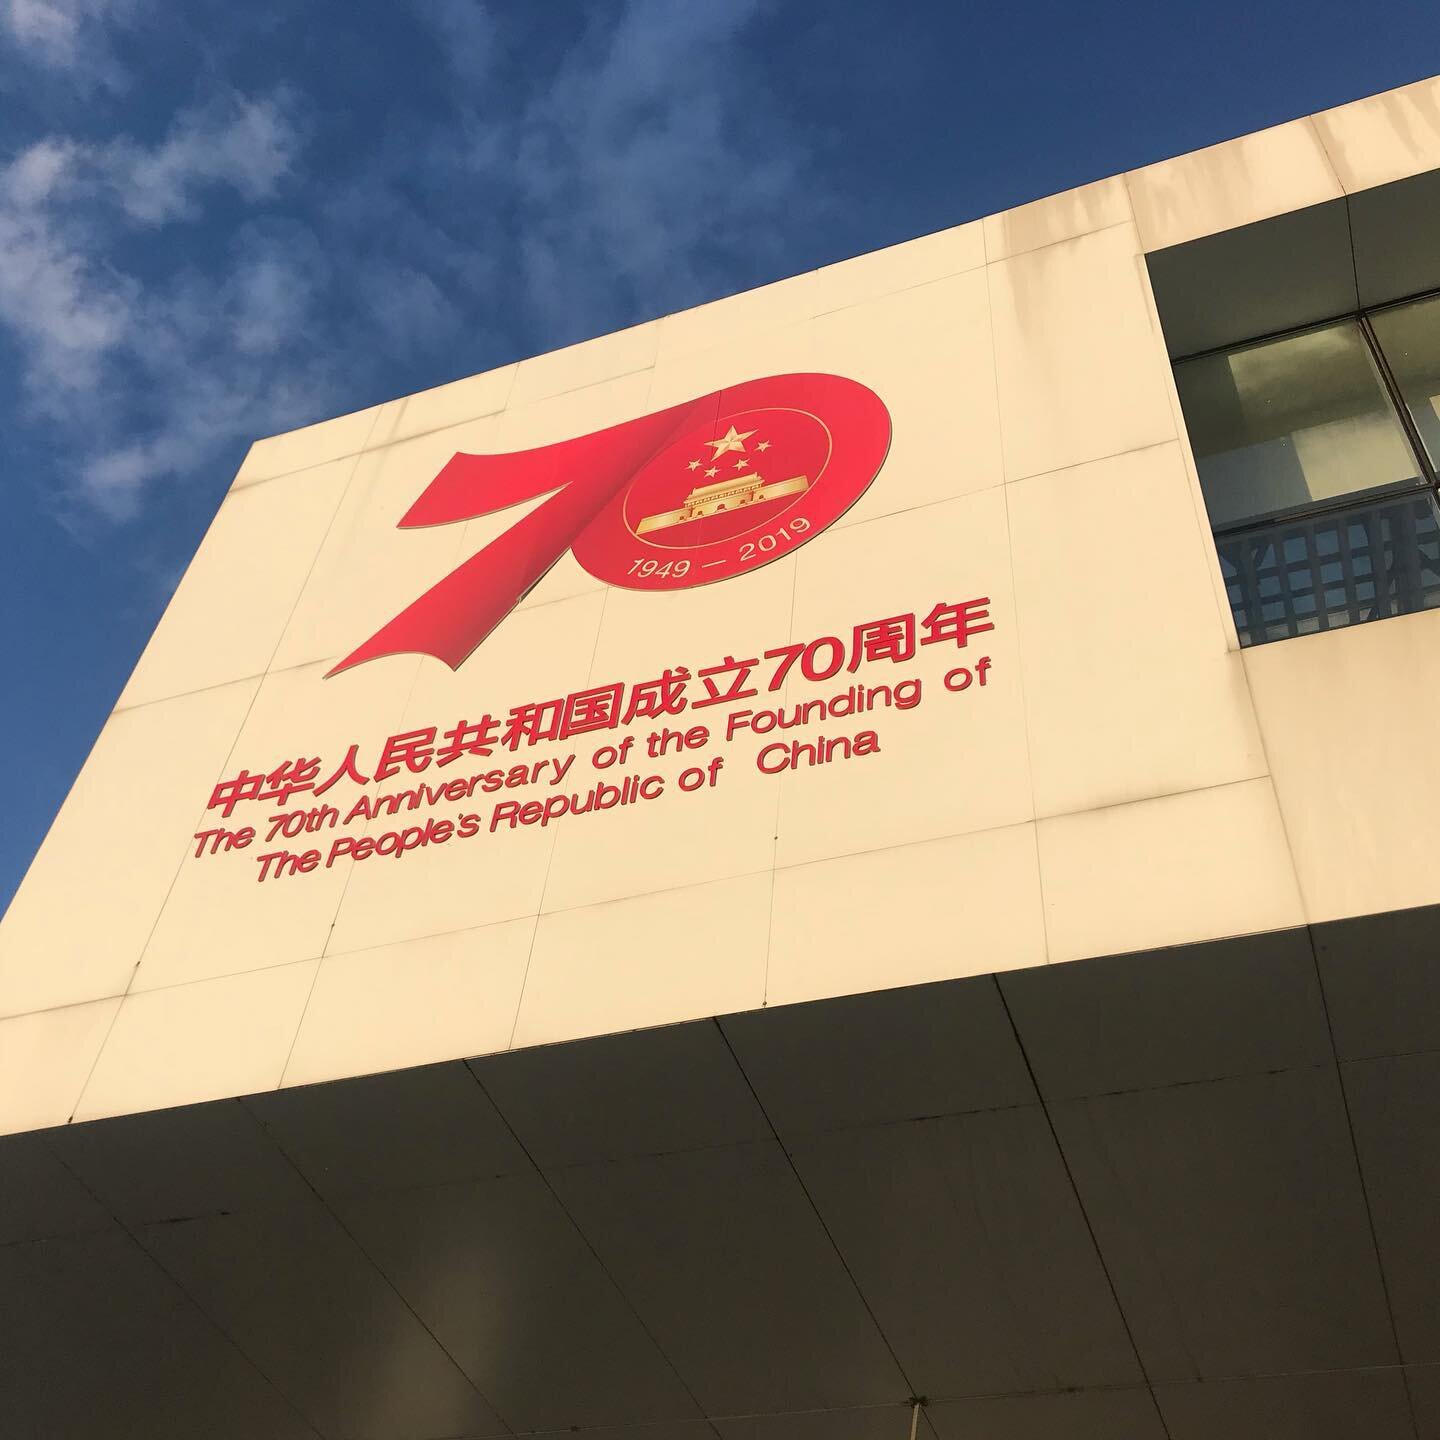 70
1949 — 2019
中华人民共和国成立70周年
The 70th Anniversary of the Founding of
The People's Republic of China